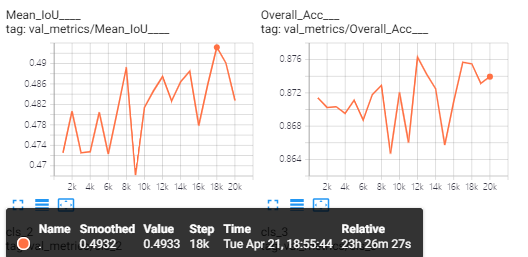 Mean_IoU____
tag: val_metrics/Mean_IoU____
0.49
0.486
0.482
0.478
0.474
0.47
2k 4k 6k 8k 10k 12k 14k 16k 18k 20k
Overall_Acc___
tag: val_metrics/Overall_Acc___
0.876
0.872
0.868
0.864
2k 4k 6k 8k 10k 12k 14k 16k 18k 20k
cls_2
cls_3
Name Smoothed Value Step Time Relative
0.4932 0.4933 18k Tue Apr 21, 18:55:44 23h 26m 27s